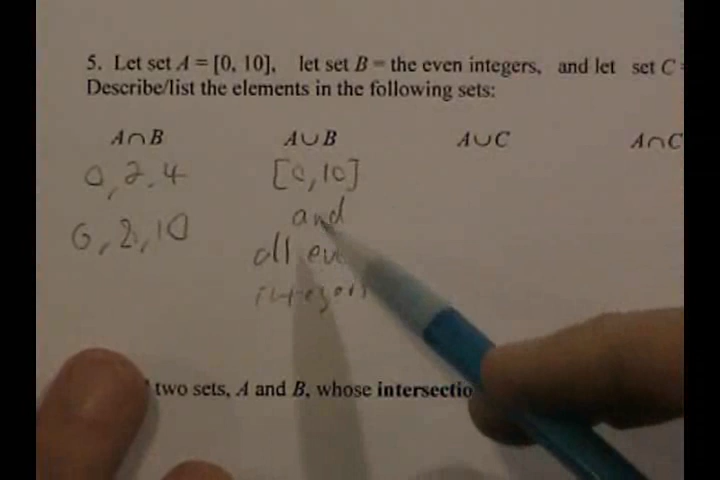 5. Let set A = [0, 10], let set B = the even integers, and let set C =
Describe/list the elements in the following sets:
A∩B A∪B A∪C A∩C
0, 2, 4 [0, 10]
6, 8, 10 and
all
integers
two sets, A and B, whose